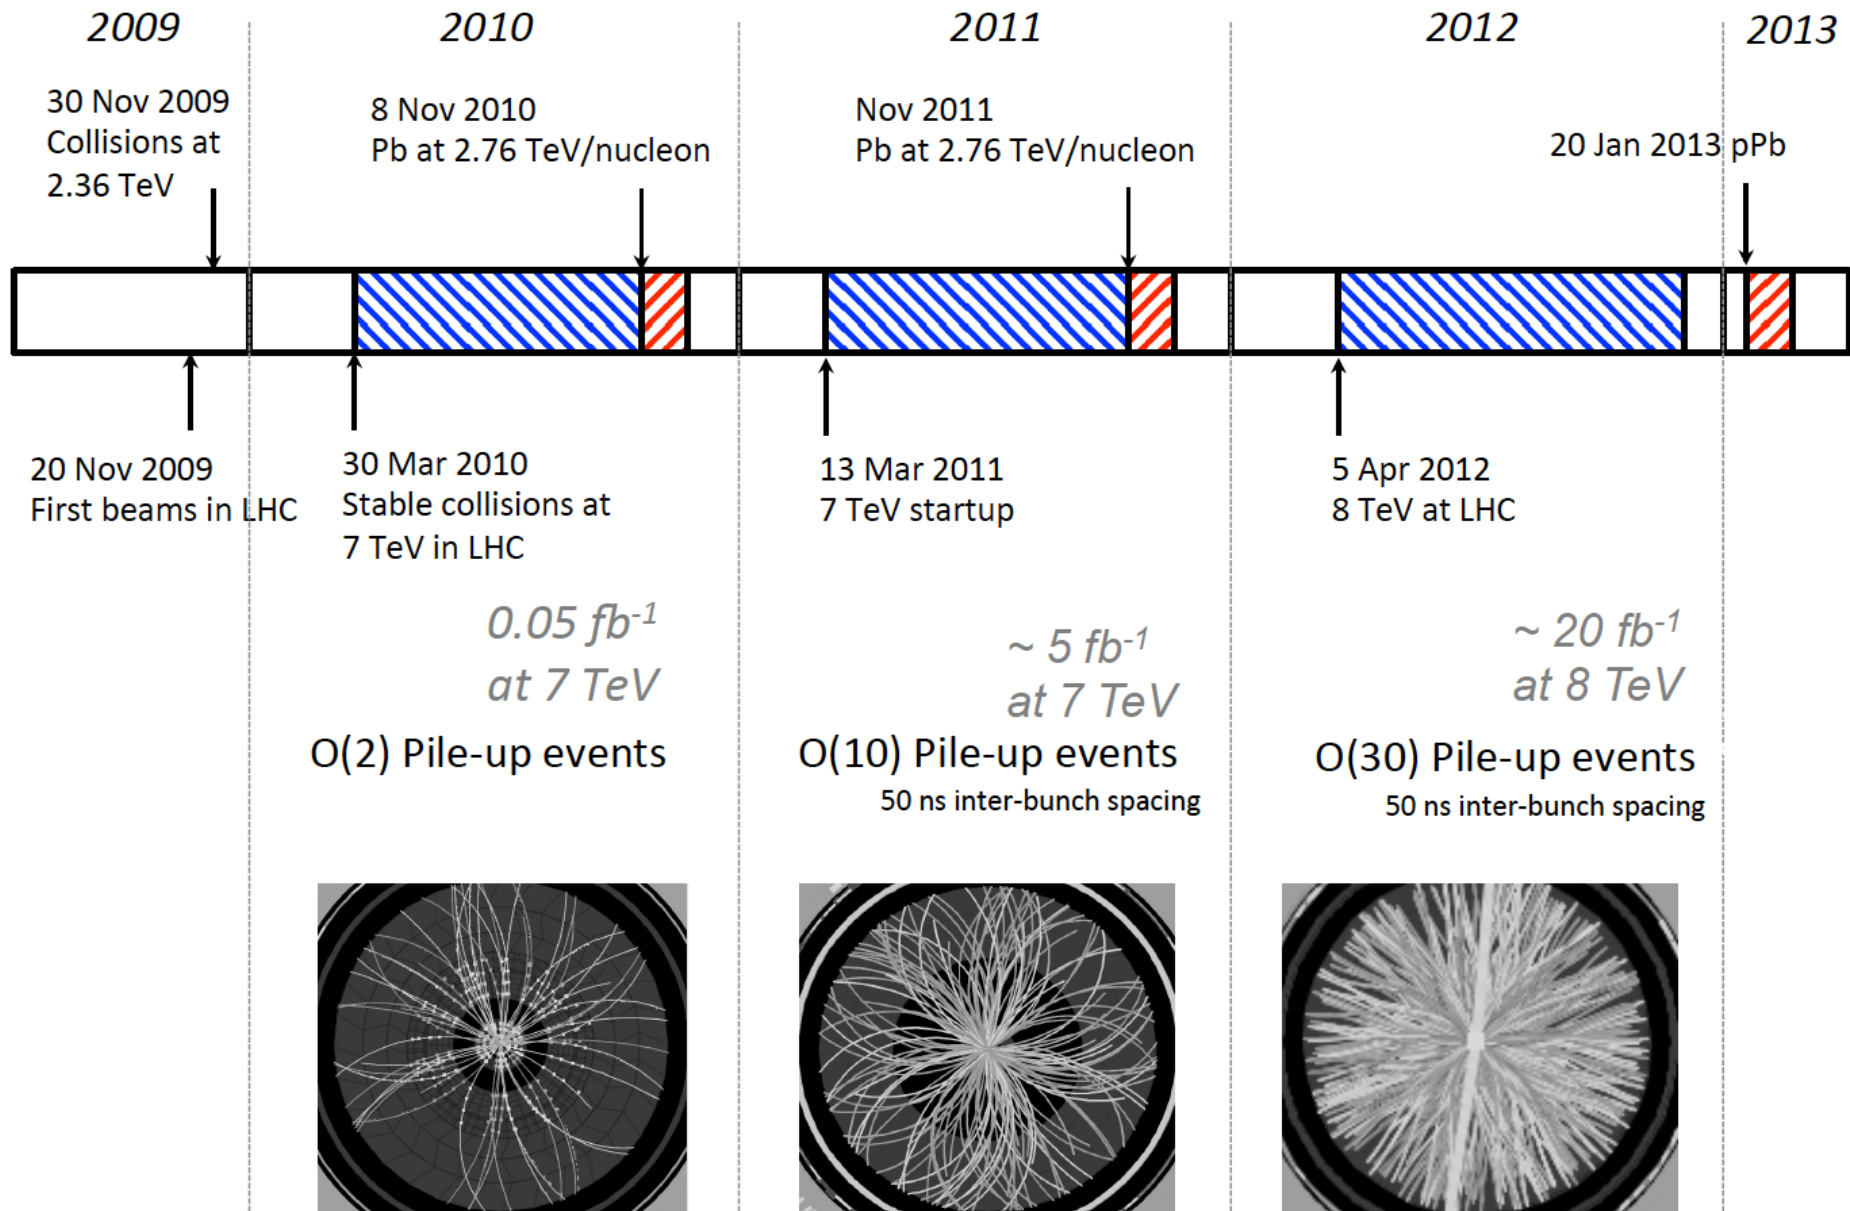 2009
2010
2011
2012
2013
30 Nov 2009
Collisions at
2.36 TeV
8 Nov 2010
Pb at 2.76 TeV/nucleon
Nov 2011
Pb at 2.76 TeV/nucleon
20 Jan 2013 pPb
20 Nov 2009
First beams in LHC
30 Mar 2010
Stable collisions at
7 TeV in LHC
13 Mar 2011
7 TeV startup
5 Apr 2012
8 TeV at LHC
0.05 fb⁻¹
at 7 TeV
~ 5 fb⁻¹
at 7 TeV
~ 20 fb⁻¹
at 8 TeV
O(2) Pile-up events
O(10) Pile-up events
50 ns inter-bunch spacing
O(30) Pile-up events
50 ns inter-bunch spacing